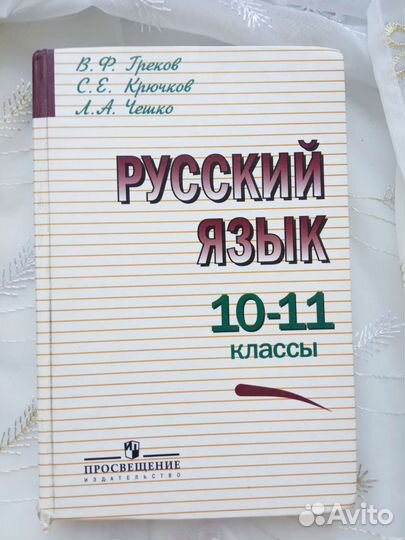 В. Ф. Греков
С. Е. Крючков
Л. А. Чешко
РУССКИЙ
ЯЗЫК
10-11
КЛАССЫ
ПРОСВЕЩЕНИЕ
ИЗДАТЕЛЬСТВО
Avito